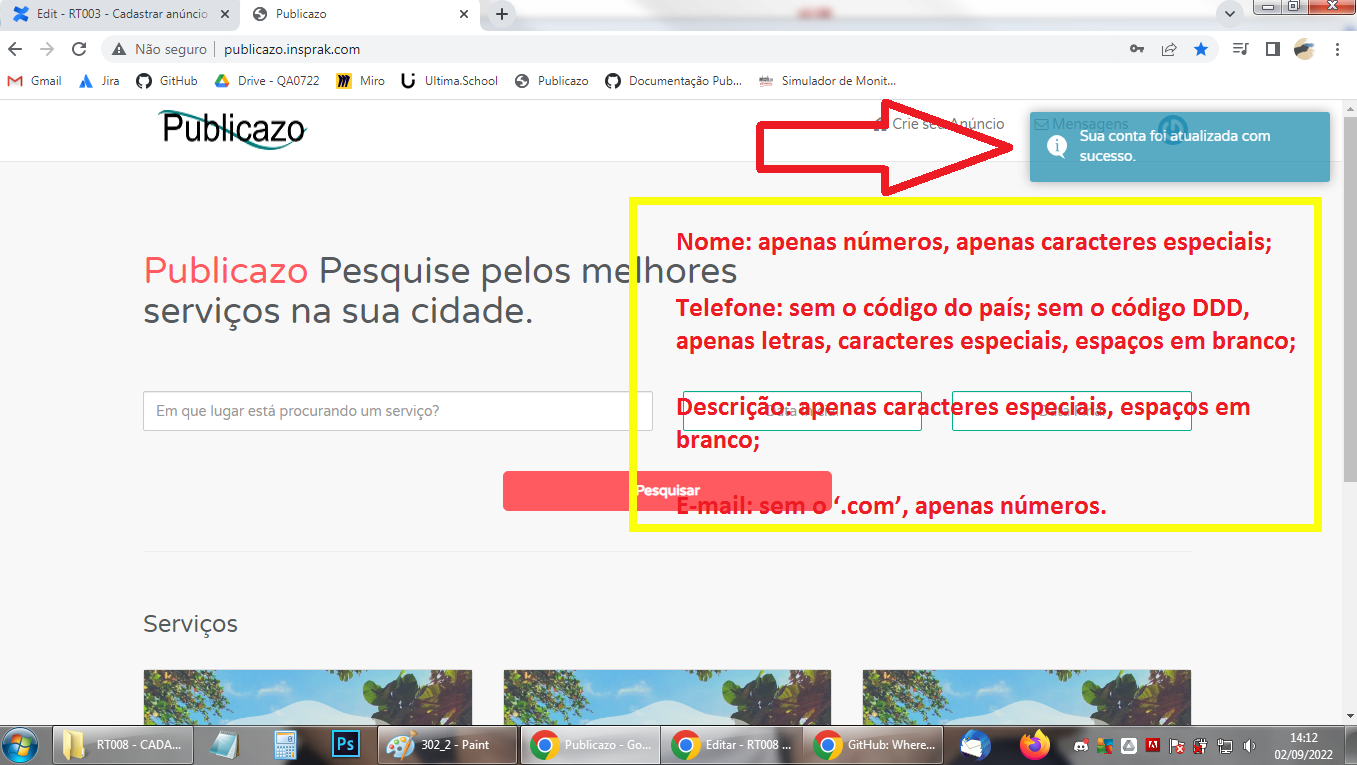 Edit - RT003 - Cadastrar anúncio
Publicazo
Não seguro
publicazo.insprak.com
Gmail
Jira
GitHub
Drive - QA0722
Miro
Ultima.School
Publicazo
Documentação Pub...
Simulador de Monit...
Publicazo
Crie seu Anúncio
Mensagens
Sua conta foi atualizada com
sucesso.
Nome: apenas números, apenas caracteres especiais;
Publicazo Pesquise pelos melhores
serviços na sua cidade.
Telefone: sem o código do país; sem o código DDD,
apenas letras, caracteres especiais, espaços em branco;
Em que lugar está procurando um serviço?
Descrição: apenas caracteres especiais, espaços em
branco;
Pesquisar
E-mail: sem o ‘.com’, apenas números.
Serviços
RT008 - CADA...
Ps
302_2 - Paint
Publicazo - Go...
Editar - RT008 ...
GitHub: Where...
14:12
02/09/2022